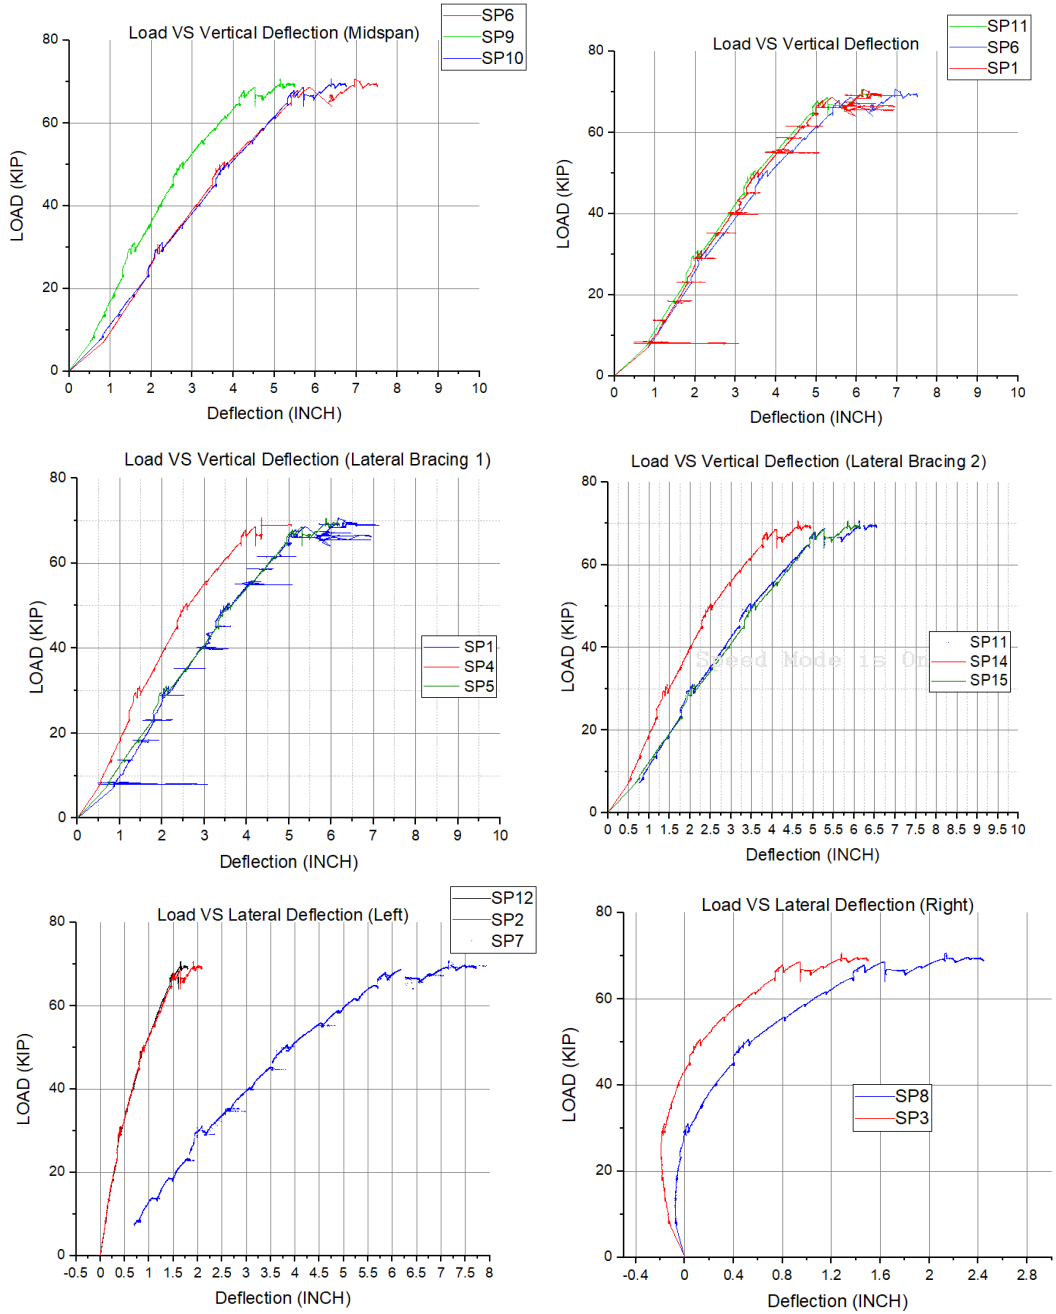 Load VS Vertical Deflection (Midspan)
SP6
SP9
SP10
80
60
40
20
0
LOAD (KIP)
0 1 2 3 4 5 6 7 8 9 10
Deflection (INCH)
Load VS Vertical Deflection
SP11
SP6
SP1
80
60
40
20
0
LOAD (KIP)
0 1 2 3 4 5 6 7 8 9 10
Deflection (INCH)
Load VS Vertical Deflection (Lateral Bracing 1)
80
60
40
20
0
LOAD (KIP)
SP1
SP4
SP5
0 1 2 3 4 5 6 7 8 9 10
Deflection (INCH)
Load VS Vertical Deflection (Lateral Bracing 2)
80
60
40
20
0
LOAD (KIP)
Speed Mode is On
SP11
SP14
SP15
0 0.5 1 1.5 2 2.5 3 3.5 4 4.5 5 5.5 6 6.5 7 7.5 8 8.5 9 9.5 10
Deflection (INCH)
Load VS Lateral Deflection (Left)
SP12
SP2
SP7
80
60
40
20
0
LOAD (KIP)
-0.5 0 0.5 1 1.5 2 2.5 3 3.5 4 4.5 5 5.5 6 6.5 7 7.5 8
Deflection (INCH)
Load VS Lateral Deflection (Right)
80
60
40
20
0
LOAD (KIP)
SP8
SP3
-0.4 0 0.4 0.8 1.2 1.6 2 2.4 2.8
Deflection (INCH)